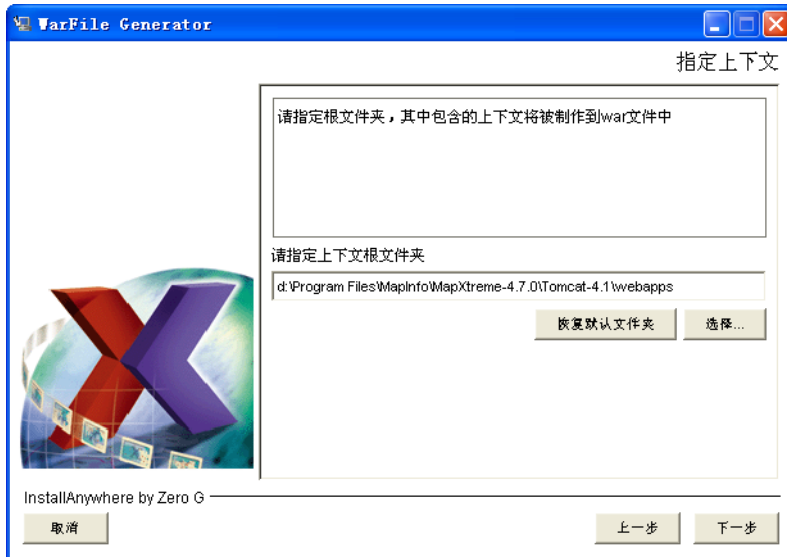 WarFile Generator
指定上下文
请指定根文件夹，其中包含的上下文将被制作到war文件中
请指定上下文根文件夹
d:\Program Files\MapInfo\MapXtreme-4.7.0\Tomcat-4.1\webapps
恢复默认文件夹 选择...
InstallAnywhere by Zero G
取消 上一步 下一步